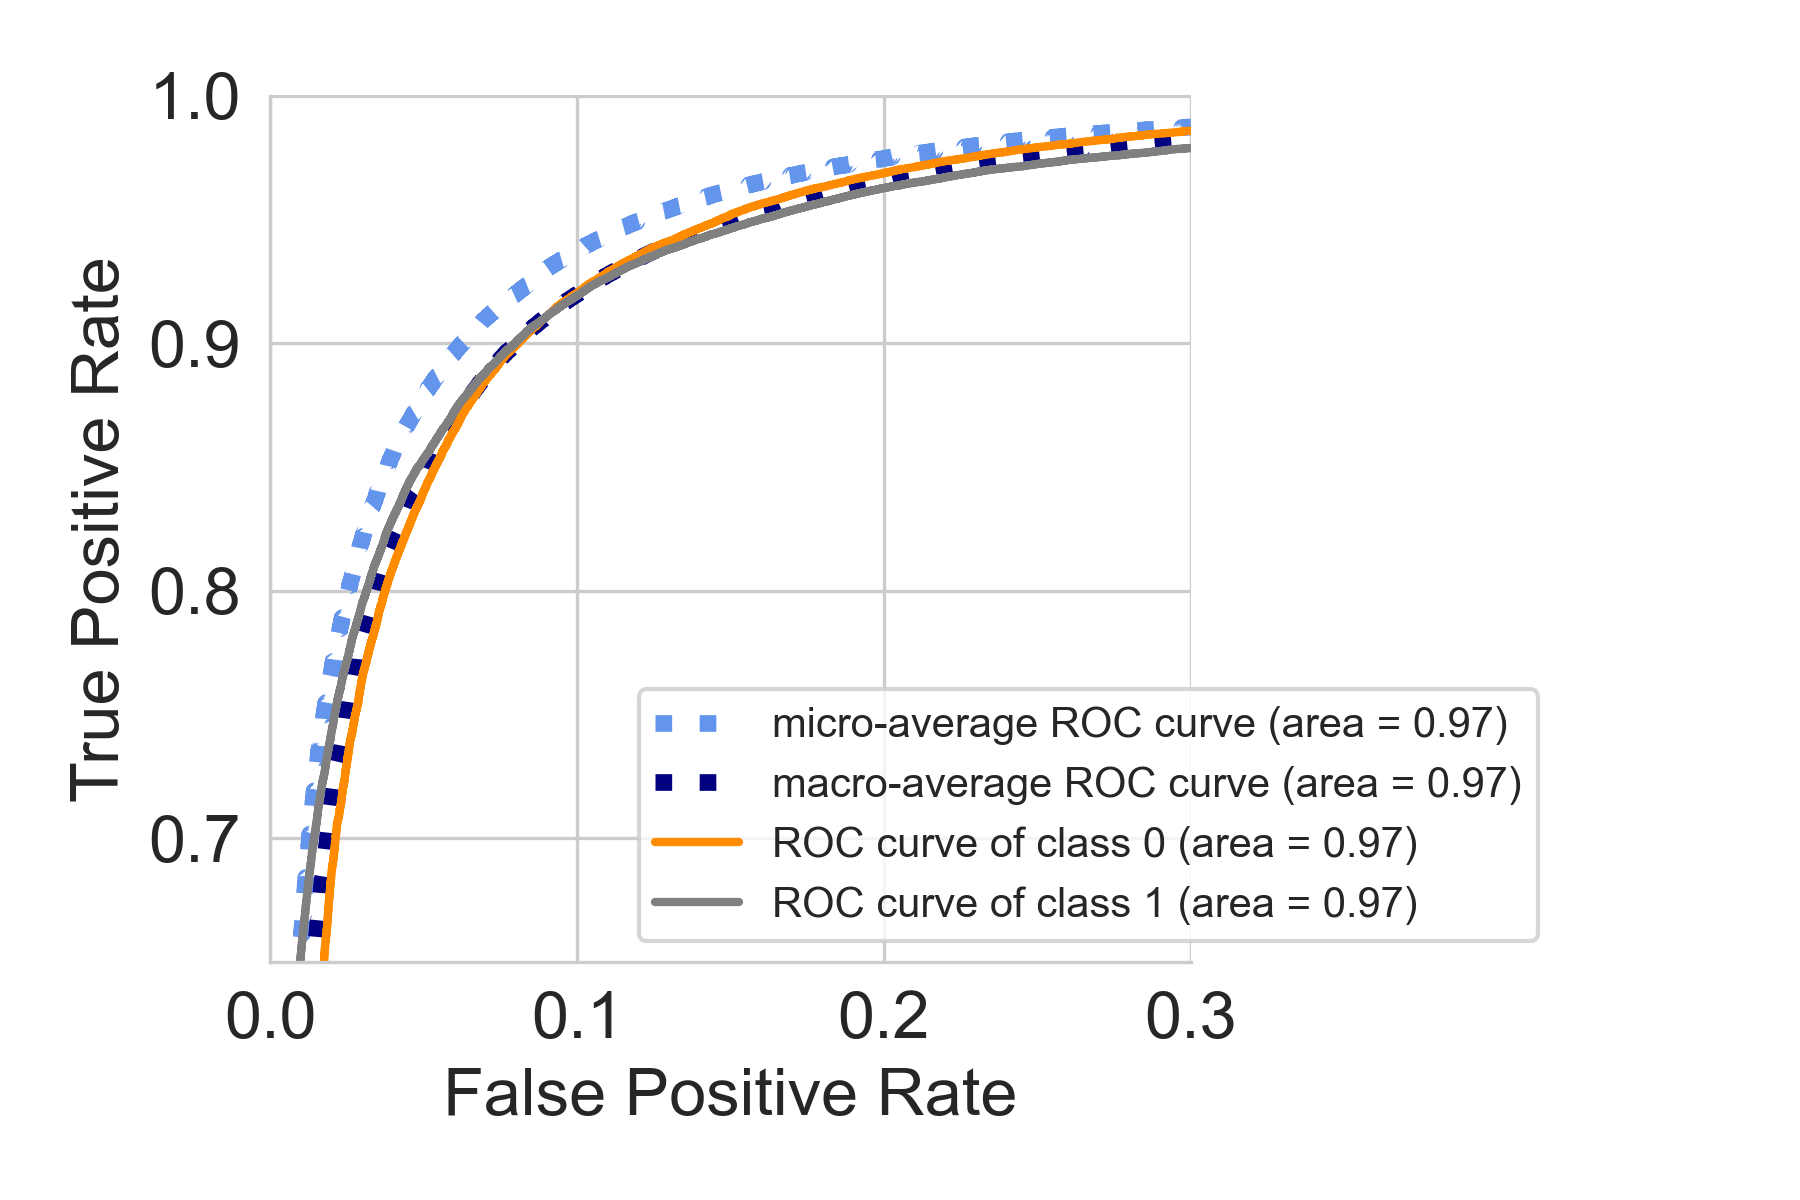 1.0
0.9
0.8
0.7
True Positive Rate
micro-average ROC curve (area = 0.97)
macro-average ROC curve (area = 0.97)
ROC curve of class 0 (area = 0.97)
ROC curve of class 1 (area = 0.97)
0.0 0.1 0.2 0.3
False Positive Rate